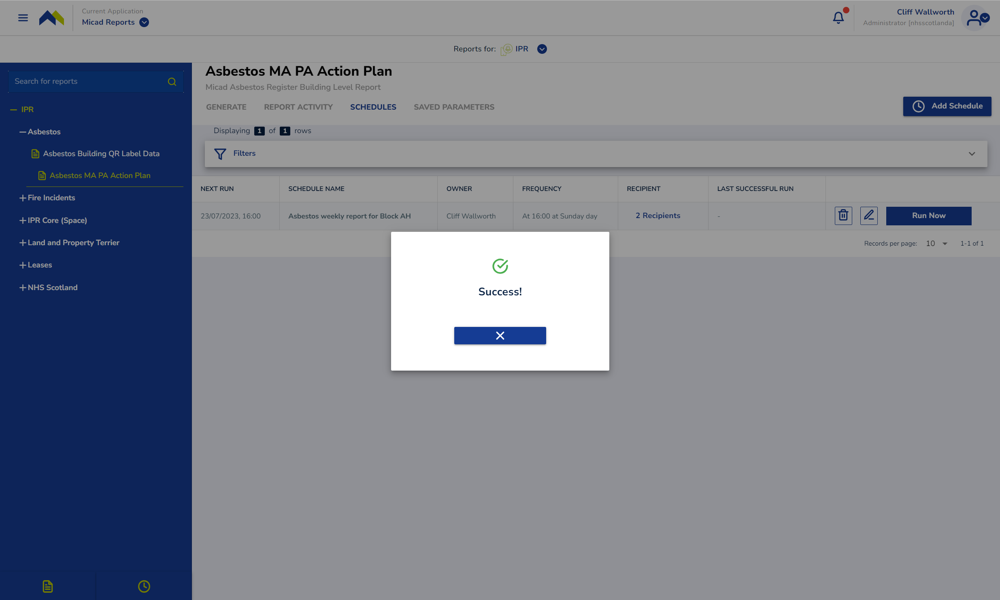 Current Application
Micad Reports
Cliff Wallworth
Administrator [nhsscotlanda]
Reports for: IPR
Search for reports
IPR
Asbestos
Asbestos Building QR Label Data
Asbestos MA PA Action Plan
Fire Incidents
IPR Core (Space)
Land and Property Terrier
Leases
NHS Scotland
Asbestos MA PA Action Plan
Micad Asbestos Register Building Level Report
GENERATE REPORT ACTIVITY SCHEDULES SAVED PARAMETERS
Add Schedule
Displaying 1 of 1 rows
Filters
NEXT RUN SCHEDULE NAME OWNER FREQUENCY RECIPIENT LAST SUCCESSFUL RUN
23/07/2023, 16:00 Asbestos weekly report for Block AH Cliff Wallworth At 16:00 at Sunday day 2 Recipients - Run Now
Records per page: 10 1-1 of 1
Success!